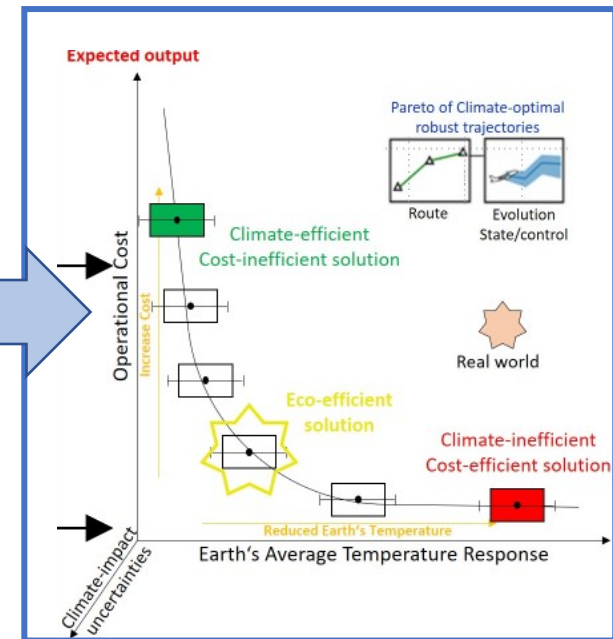 Expected output
Pareto of Climate-optimal
robust trajectories
Route
Evolution
State/control
Climate-efficient
Cost-inefficient solution
Operational Cost
Increase Cost
Real world
Eco-efficient
solution
Climate-inefficient
Cost-efficient solution
Reduced Earth's Temperature
Earth's Average Temperature Response
Climate-impact
uncertainties